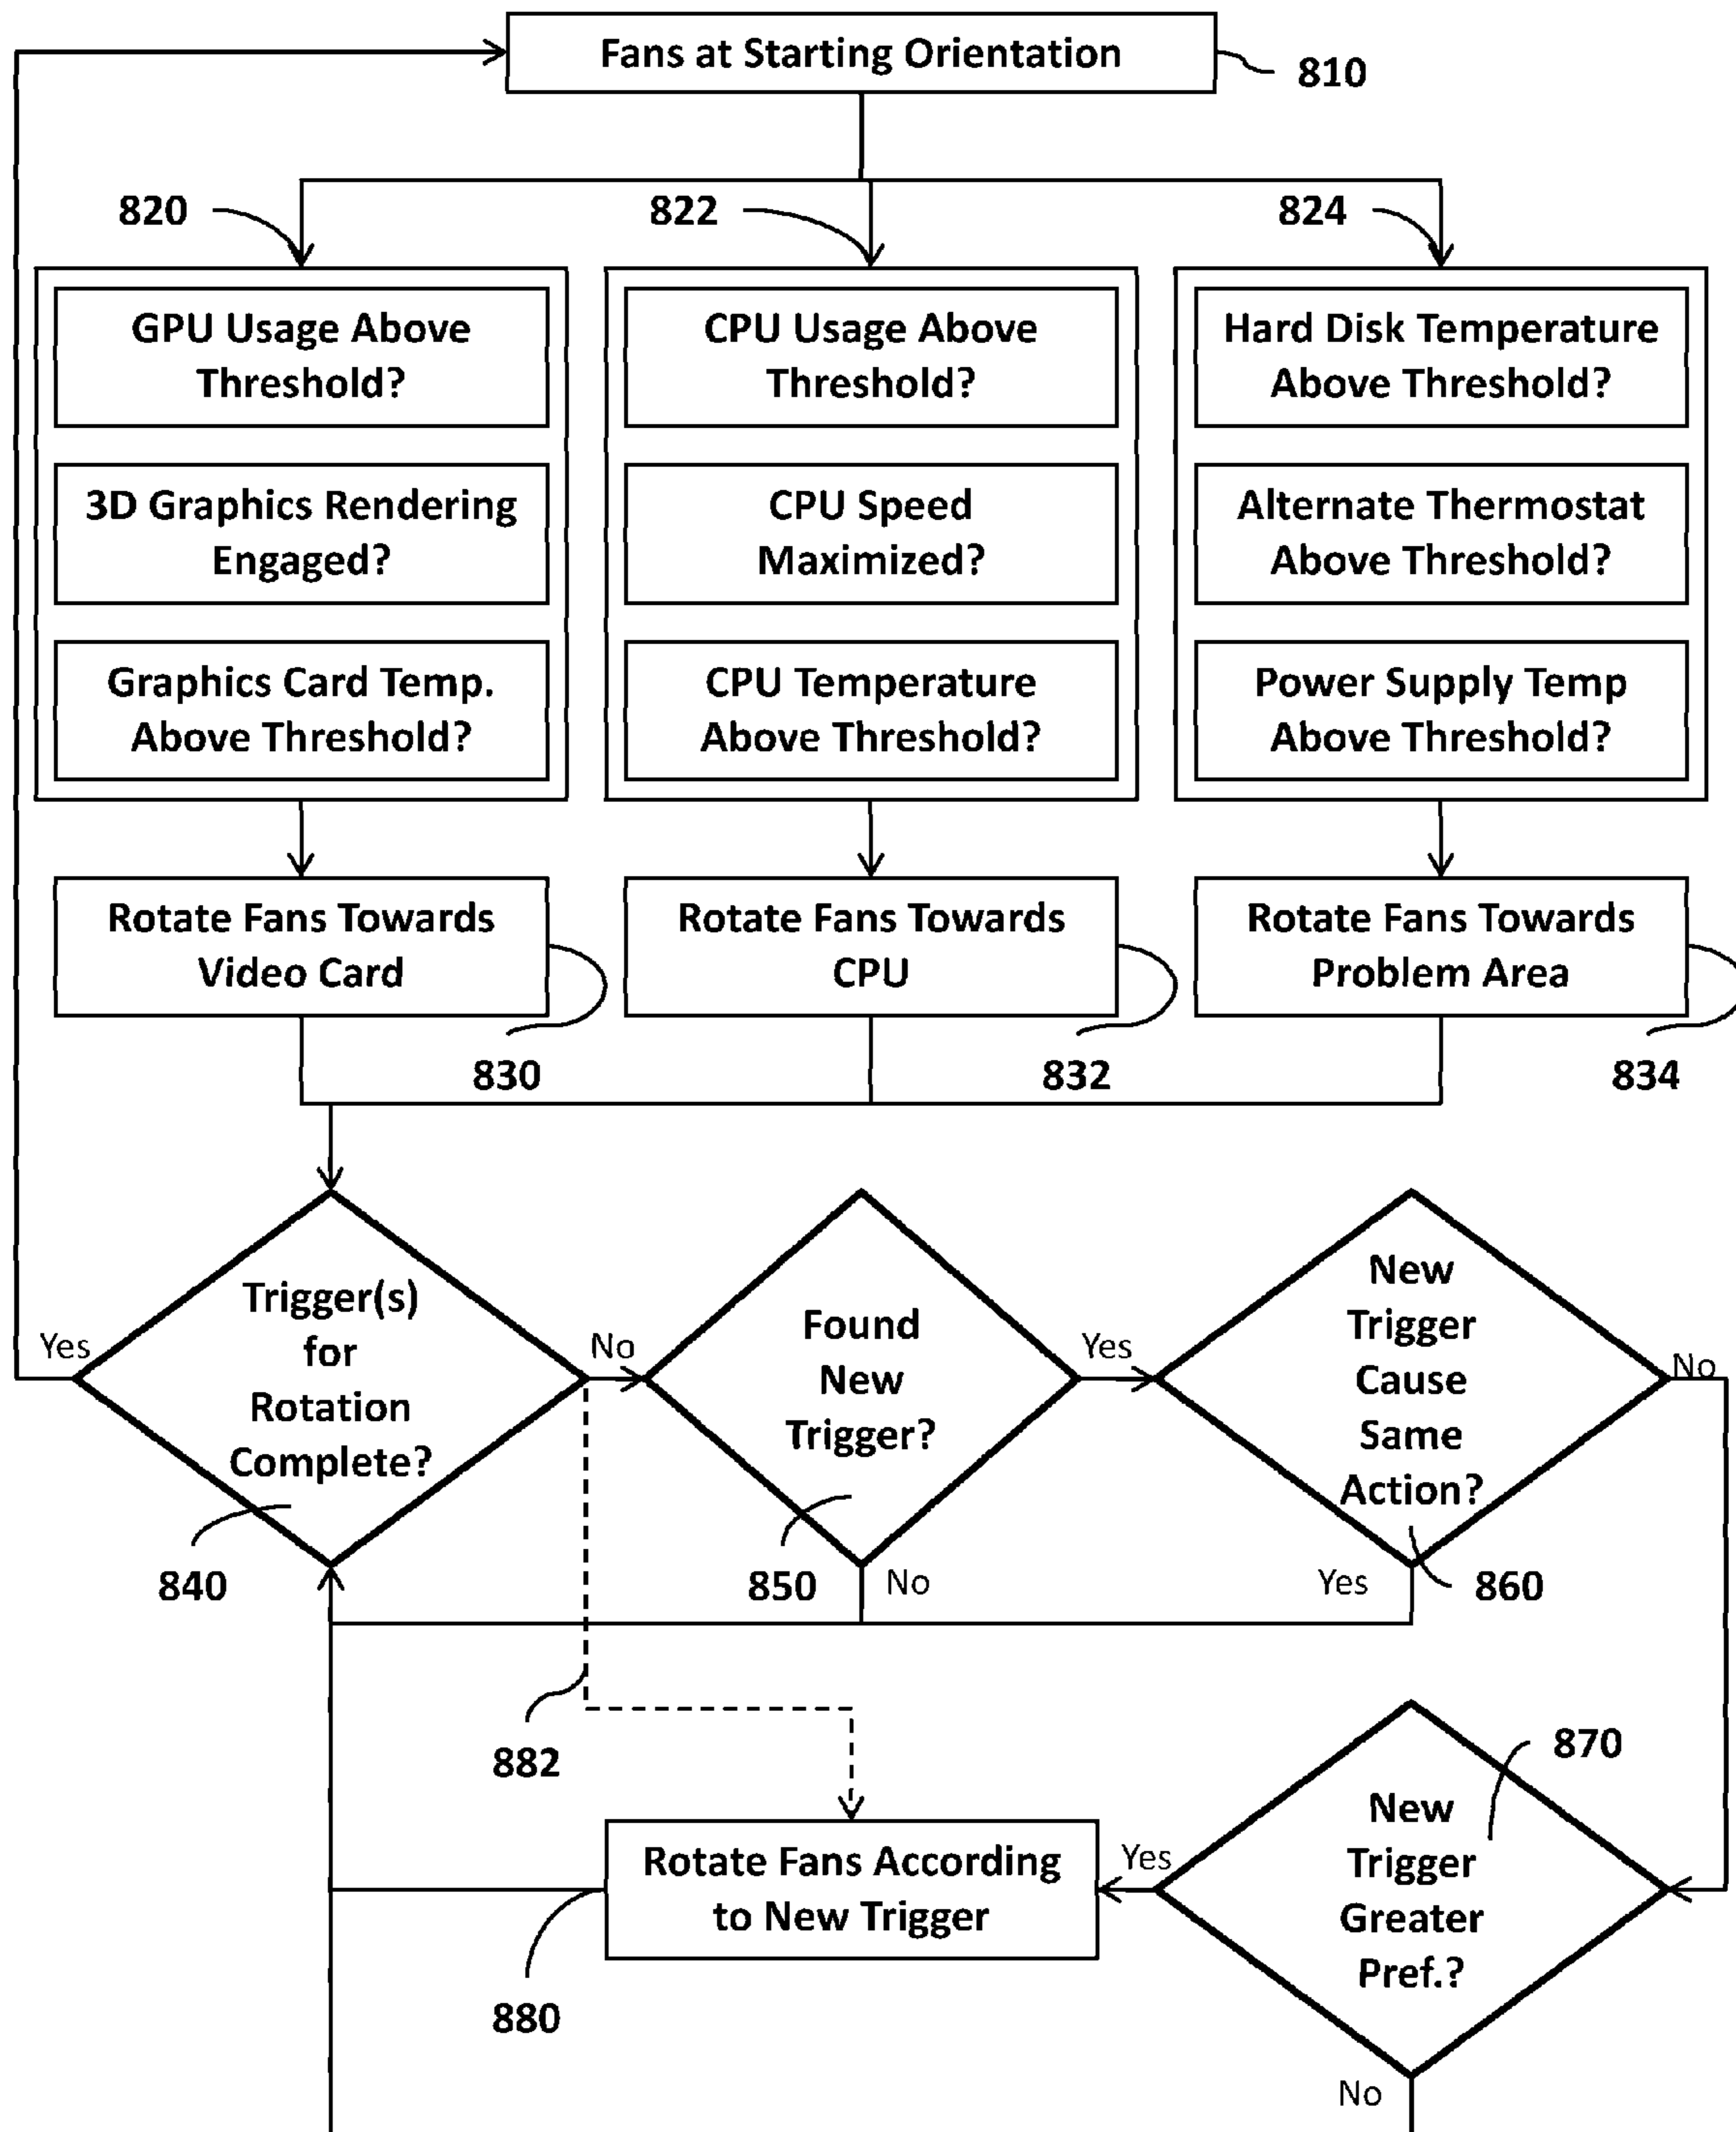 Fans at Starting Orientation
810
820
822
824
GPU Usage Above
Threshold?
3D Graphics Rendering
Engaged?
Graphics Card Temp.
Above Threshold?
CPU Usage Above
Threshold?
CPU Speed
Maximized?
CPU Temperature
Above Threshold?
Hard Disk Temperature
Above Threshold?
Alternate Thermostat
Above Threshold?
Power Supply Temp
Above Threshold?
Rotate Fans Towards
Video Card
830
Rotate Fans Towards
CPU
832
Rotate Fans Towards
Problem Area
834
Yes
Trigger(s)
for
Rotation
Complete?
840
No
Found
New
Trigger?
850
No
Yes
New
Trigger
Cause
Same
Action?
Yes
860
No
882
870
New
Trigger
Greater
Pref.?
Yes
Rotate Fans According
to New Trigger
880
No